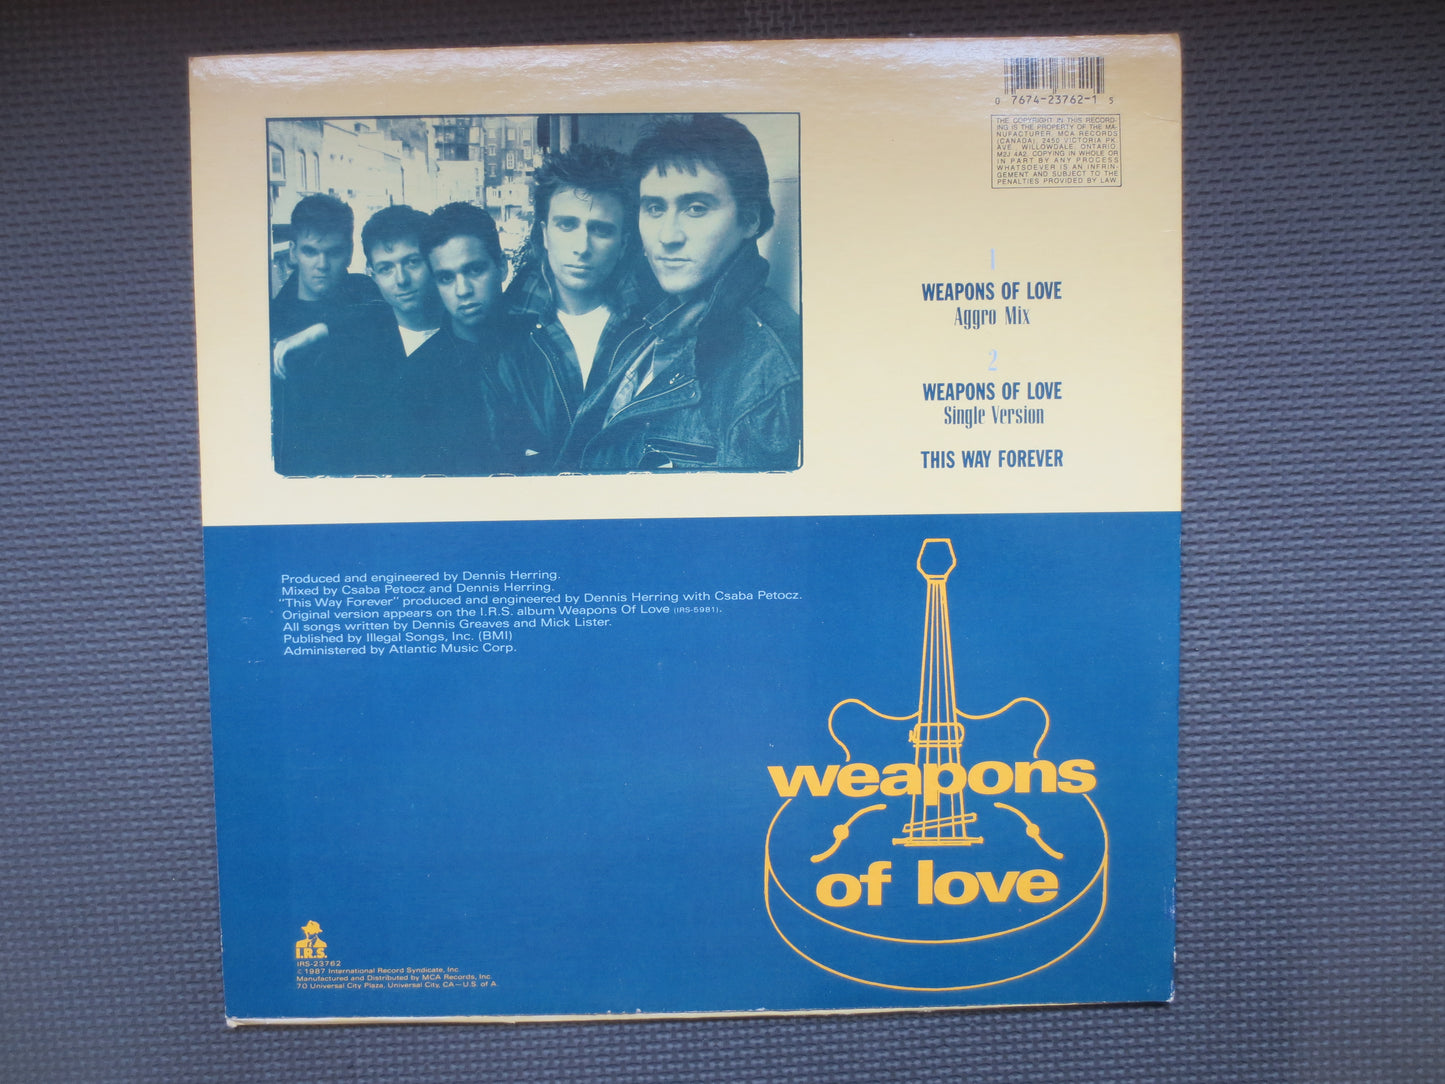 0 7674-23762-1 5
THE COPYRIGHT IN THIS RECORD-
ING IS THE PROPERTY OF THE MA-
NUFACTURER, MCA RECORDS
(CANADA), 2450 VICTORIA PK.
AVE., WILLOWDALE, ONTARIO
M2J 4A2. COPYING IN WHOLE OR
IN PART BY ANY PROCESS
WHATSOEVER IS AN INFRIN-
GEMENT AND SUBJECT TO THE
PENALTIES PROVIDED BY LAW.
1
WEAPONS OF LOVE
Aggro Mix
2
WEAPONS OF LOVE
Single Version
THIS WAY FOREVER
Produced and engineered by Dennis Herring.
Mixed by Csaba Petocz and Dennis Herring.
"This Way Forever" produced and engineered by Dennis Herring with Csaba Petocz.
Original version appears on the I.R.S. album Weapons Of Love (IRS-5981).
All songs written by Dennis Greaves and Mick Lister.
Published by Illegal Songs, Inc. (BMI)
Administered by Atlantic Music Corp.
weapons
of love
I.R.S.
IRS-23762
© 1987 International Record Syndicate, Inc.
Manufactured and Distributed by MCA Records, Inc.
70 Universal City Plaza, Universal City, CA—U.S. of A.